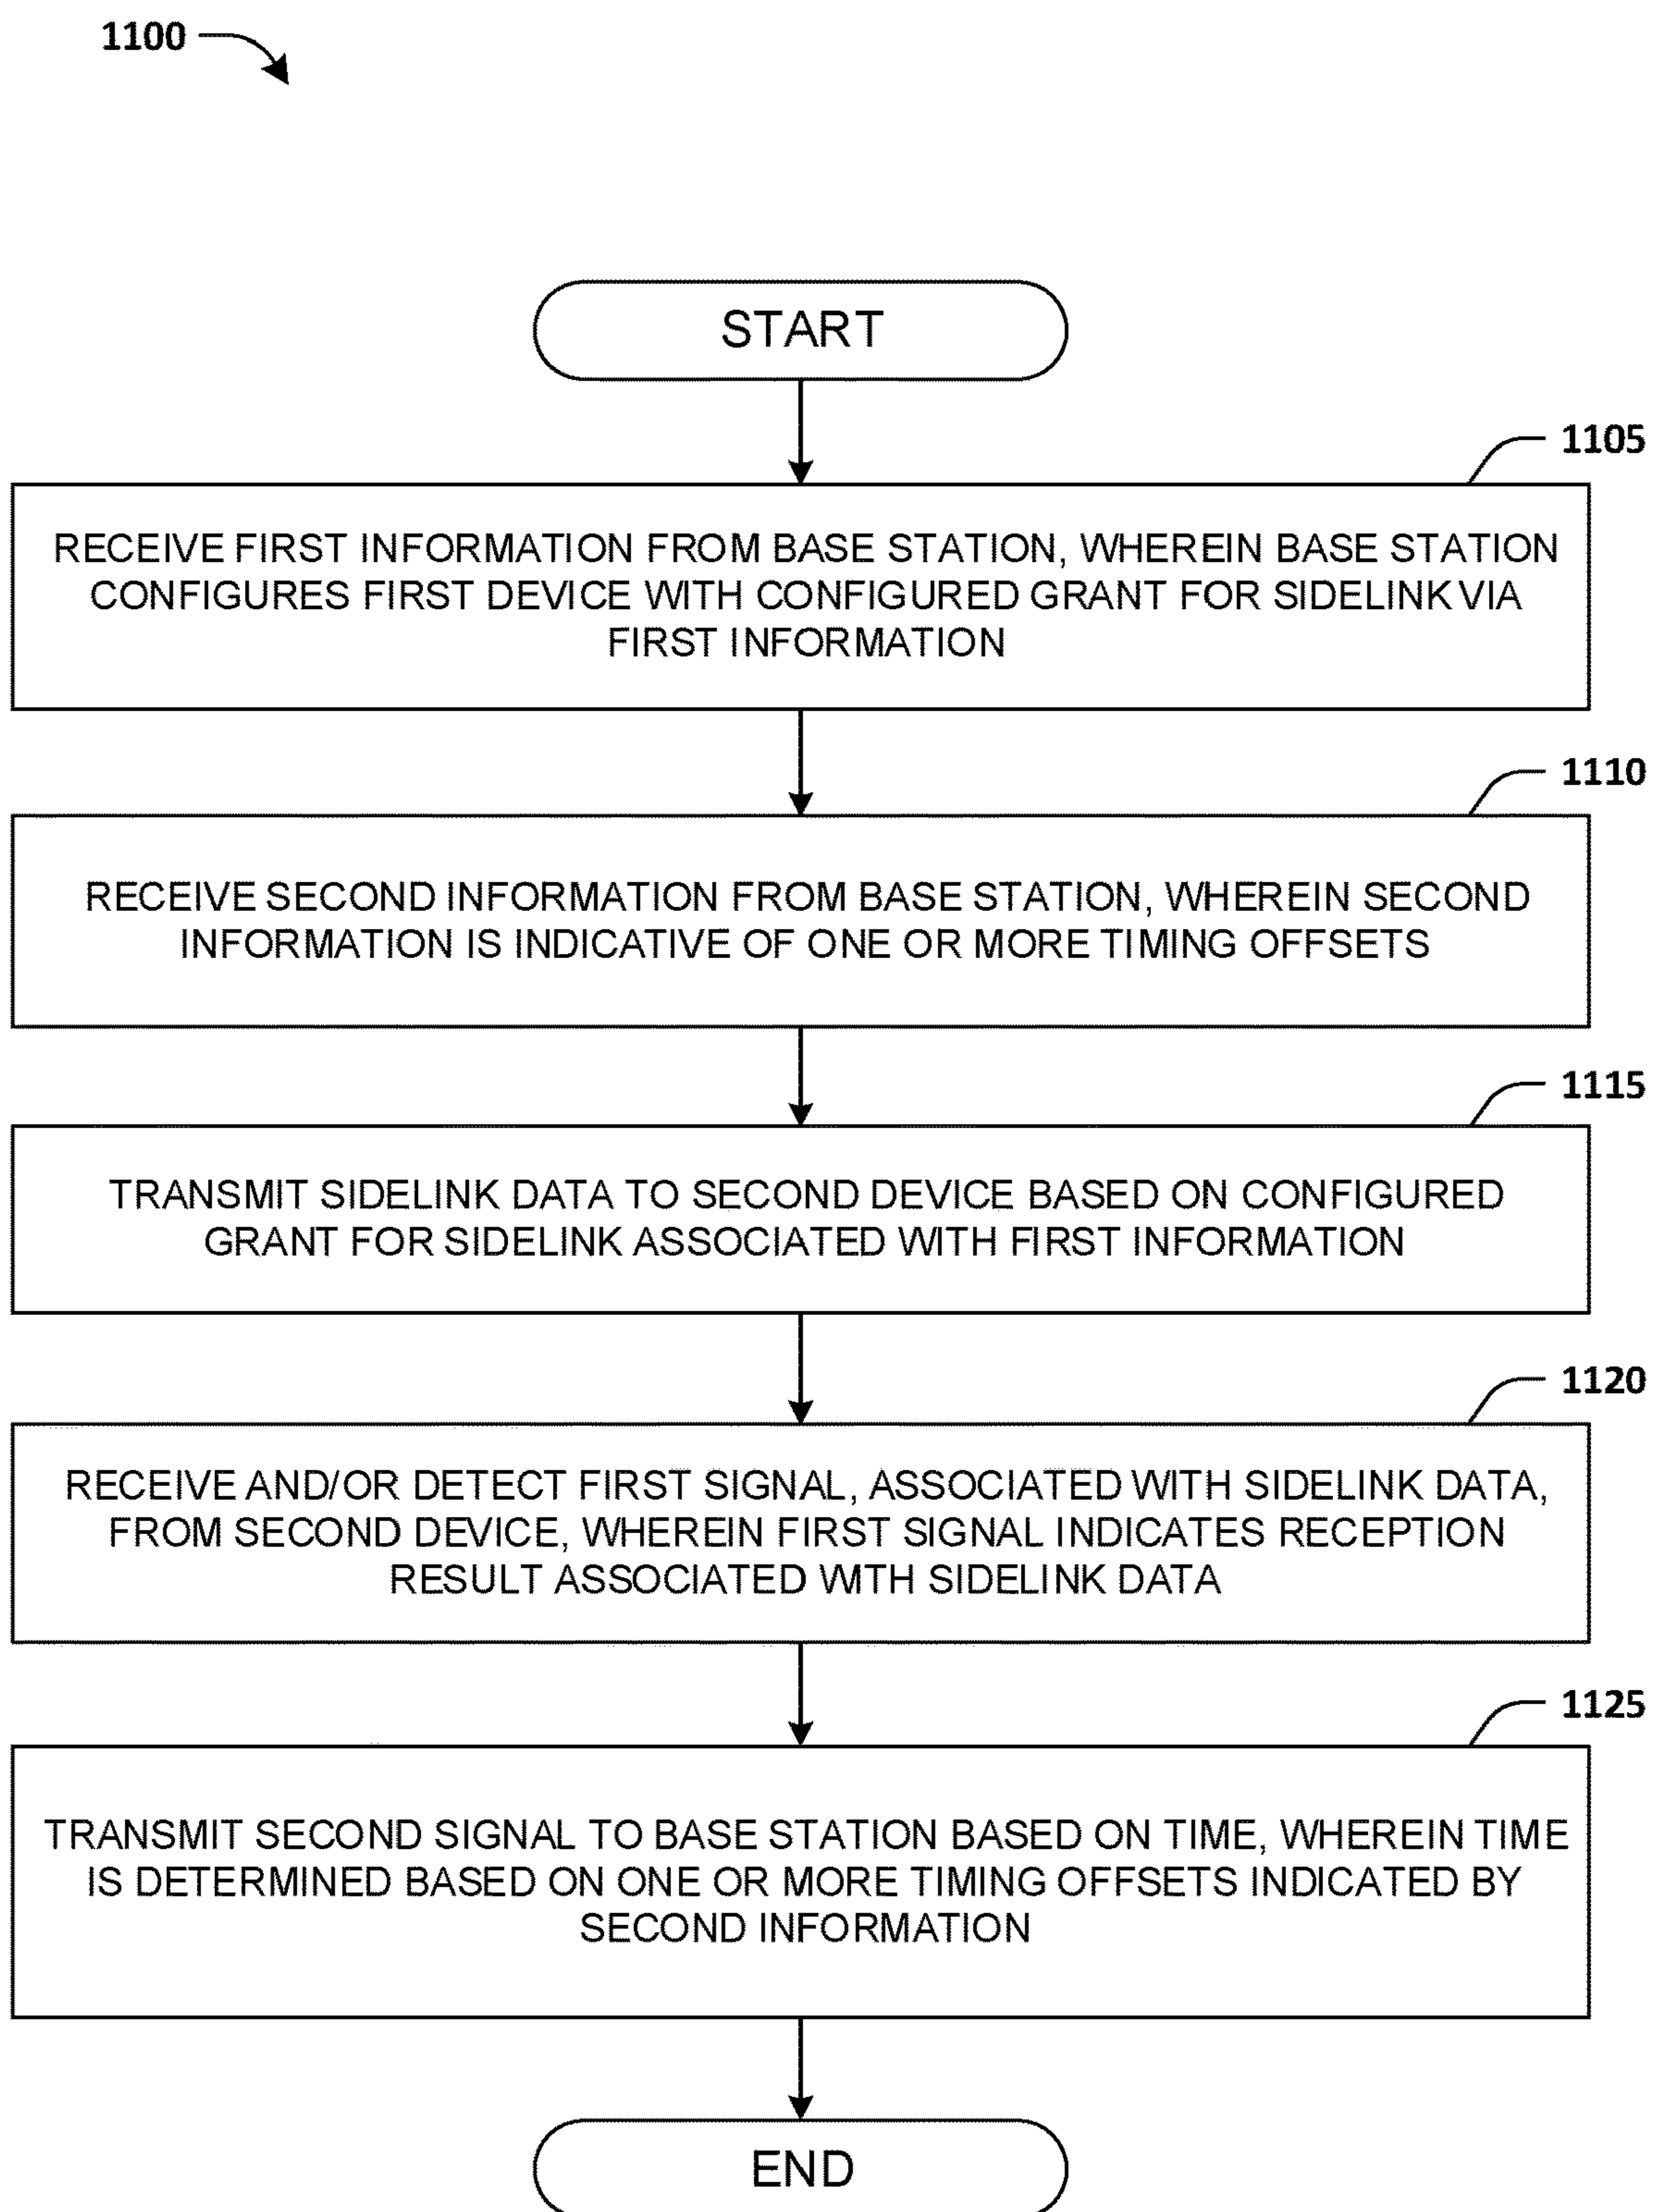 1100
START
1105
RECEIVE FIRST INFORMATION FROM BASE STATION, WHEREIN BASE STATION
CONFIGURES FIRST DEVICE WITH CONFIGURED GRANT FOR SIDELINK VIA
FIRST INFORMATION
1110
RECEIVE SECOND INFORMATION FROM BASE STATION, WHEREIN SECOND
INFORMATION IS INDICATIVE OF ONE OR MORE TIMING OFFSETS
1115
TRANSMIT SIDELINK DATA TO SECOND DEVICE BASED ON CONFIGURED
GRANT FOR SIDELINK ASSOCIATED WITH FIRST INFORMATION
1120
RECEIVE AND/OR DETECT FIRST SIGNAL, ASSOCIATED WITH SIDELINK DATA,
FROM SECOND DEVICE, WHEREIN FIRST SIGNAL INDICATES RECEPTION
RESULT ASSOCIATED WITH SIDELINK DATA
1125
TRANSMIT SECOND SIGNAL TO BASE STATION BASED ON TIME, WHEREIN TIME
IS DETERMINED BASED ON ONE OR MORE TIMING OFFSETS INDICATED BY
SECOND INFORMATION
END